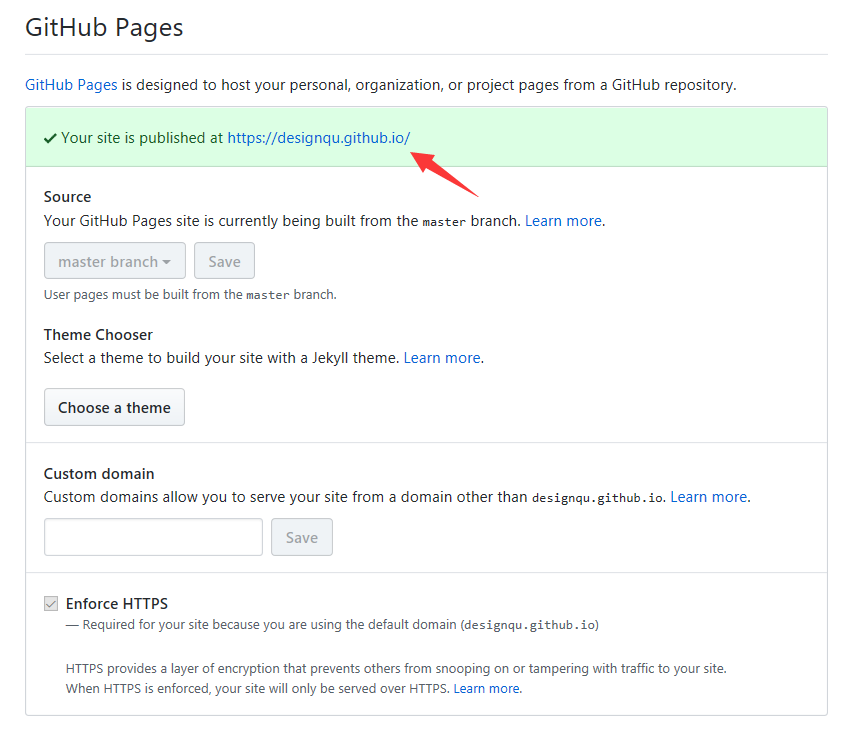 GitHub Pages
GitHub Pages is designed to host your personal, organization, or project pages from a GitHub repository.
Your site is published at https://designqu.github.io/
Source
Your GitHub Pages site is currently being built from the master branch. Learn more.
master branch
Save
User pages must be built from the master branch.
Theme Chooser
Select a theme to build your site with a Jekyll theme. Learn more.
Choose a theme
Custom domain
Custom domains allow you to serve your site from a domain other than designqu.github.io. Learn more.
Save
Enforce HTTPS
— Required for your site because you are using the default domain (designqu.github.io)
HTTPS provides a layer of encryption that prevents others from snooping on or tampering with traffic to your site.
When HTTPS is enforced, your site will only be served over HTTPS. Learn more.